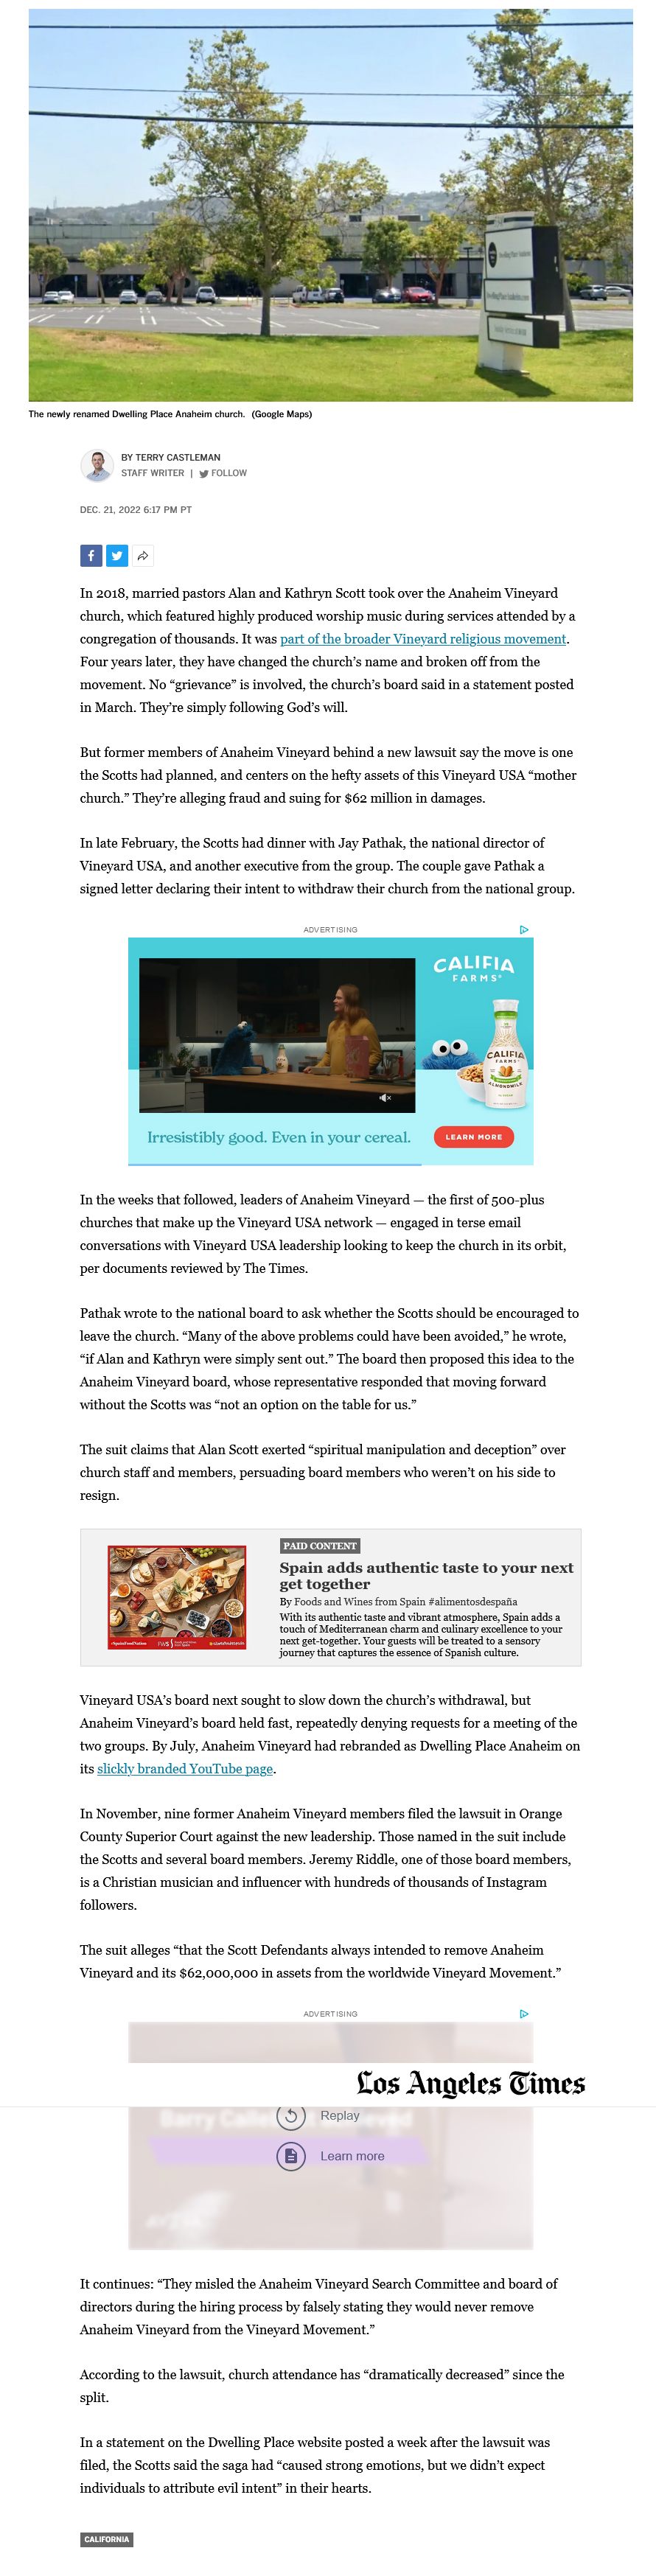 Dwelling Place Anaheim
The newly renamed Dwelling Place Anaheim church. (Google Maps)
BY TERRY CASTLEMAN
STAFF WRITER | FOLLOW
DEC. 21, 2022 6:17 PM PT
In 2018, married pastors Alan and Kathryn Scott took over the Anaheim Vineyard
church, which featured highly produced worship music during services attended by a
congregation of thousands. It was part of the broader Vineyard religious movement.
Four years later, they have changed the church’s name and broken off from the
movement. No “grievance” is involved, the church’s board said in a statement posted
in March. They’re simply following God’s will.
But former members of Anaheim Vineyard behind a new lawsuit say the move is one
the Scotts had planned, and centers on the hefty assets of this Vineyard USA “mother
church.” They’re alleging fraud and suing for $62 million in damages.
In late February, the Scotts had dinner with Jay Pathak, the national director of
Vineyard USA, and another executive from the group. The couple gave Pathak a
signed letter declaring their intent to withdraw their church from the national group.
ADVERTISING
CALIFIA
FARMS
CALIFIA
FARMS
ALMONDMILK
Irresistibly good. Even in your cereal.
LEARN MORE
In the weeks that followed, leaders of Anaheim Vineyard — the first of 500-plus
churches that make up the Vineyard USA network — engaged in terse email
conversations with Vineyard USA leadership looking to keep the church in its orbit,
per documents reviewed by The Times.
Pathak wrote to the national board to ask whether the Scotts should be encouraged to
leave the church. “Many of the above problems could have been avoided,” he wrote,
“if Alan and Kathryn were simply sent out.” The board then proposed this idea to the
Anaheim Vineyard board, whose representative responded that moving forward
without the Scotts was “not an option on the table for us.”
The suit claims that Alan Scott exerted “spiritual manipulation and deception” over
church staff and members, persuading board members who weren’t on his side to
resign.
PAID CONTENT
Spain adds authentic taste to your next
get together
By Foods and Wines from Spain #alimentosdespaña
With its authentic taste and vibrant atmosphere, Spain adds a
touch of Mediterranean charm and culinary excellence to your
next get-together. Your guests will be treated to a sensory
journey that captures the essence of Spanish culture.
#SpainFoodNation
FWS
Vineyard USA’s board next sought to slow down the church’s withdrawal, but
Anaheim Vineyard’s board held fast, repeatedly denying requests for a meeting of the
two groups. By July, Anaheim Vineyard had rebranded as Dwelling Place Anaheim on
its slickly branded YouTube page.
In November, nine former Anaheim Vineyard members filed the lawsuit in Orange
County Superior Court against the new leadership. Those named in the suit include
the Scotts and several board members. Jeremy Riddle, one of those board members,
is a Christian musician and influencer with hundreds of thousands of Instagram
followers.
The suit alleges “that the Scott Defendants always intended to remove Anaheim
Vineyard and its $62,000,000 in assets from the worldwide Vineyard Movement.”
ADVERTISING
Los Angeles Times
Replay
Learn more
It continues: “They misled the Anaheim Vineyard Search Committee and board of
directors during the hiring process by falsely stating they would never remove
Anaheim Vineyard from the Vineyard Movement.”
According to the lawsuit, church attendance has “dramatically decreased” since the
split.
In a statement on the Dwelling Place website posted a week after the lawsuit was
filed, the Scotts said the saga had “caused strong emotions, but we didn’t expect
individuals to attribute evil intent” in their hearts.
CALIFORNIA